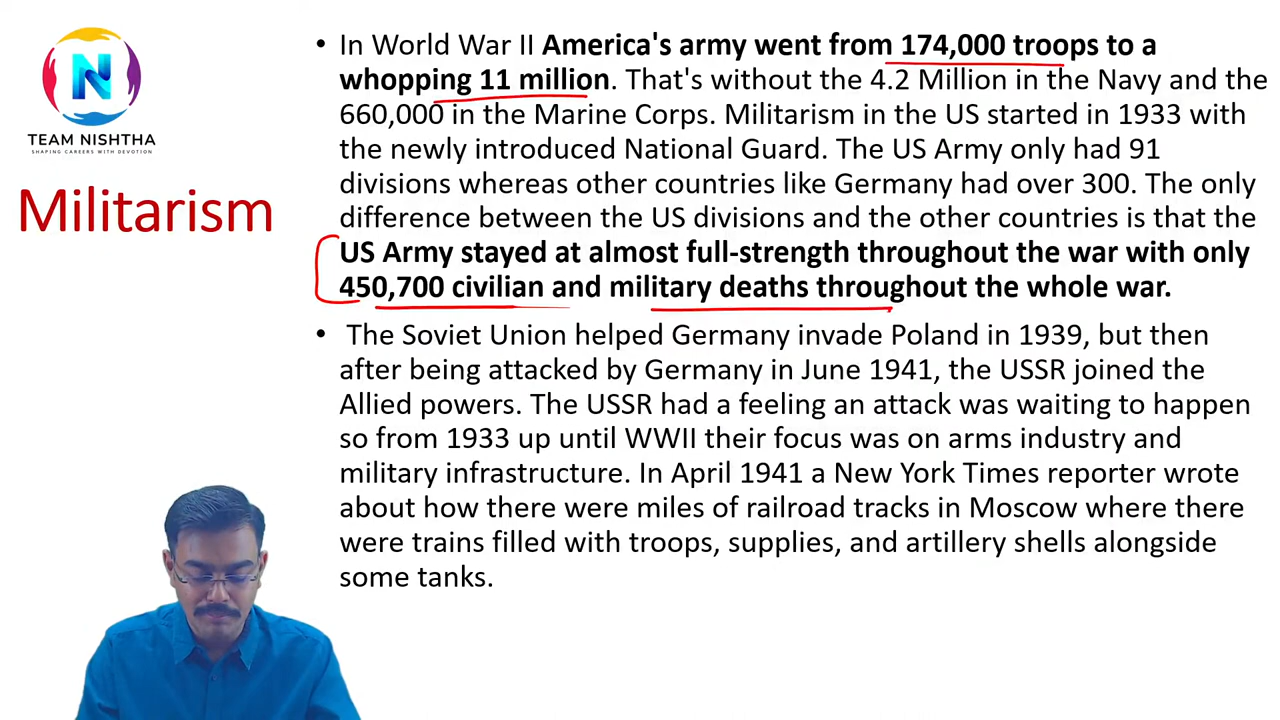 N
TEAM NISHTHA
SHAPING CAREERS WITH DEVOTION
Militarism
• In World War II America's army went from 174,000 troops to a
whopping 11 million. That's without the 4.2 Million in the Navy and the
660,000 in the Marine Corps. Militarism in the US started in 1933 with
the newly introduced National Guard. The US Army only had 91
divisions whereas other countries like Germany had over 300. The only
difference between the US divisions and the other countries is that the
US Army stayed at almost full-strength throughout the war with only
450,700 civilian and military deaths throughout the whole war.
• The Soviet Union helped Germany invade Poland in 1939, but then
after being attacked by Germany in June 1941, the USSR joined the
Allied powers. The USSR had a feeling an attack was waiting to happen
so from 1933 up until WWII their focus was on arms industry and
military infrastructure. In April 1941 a New York Times reporter wrote
about how there were miles of railroad tracks in Moscow where there
were trains filled with troops, supplies, and artillery shells alongside
some tanks.